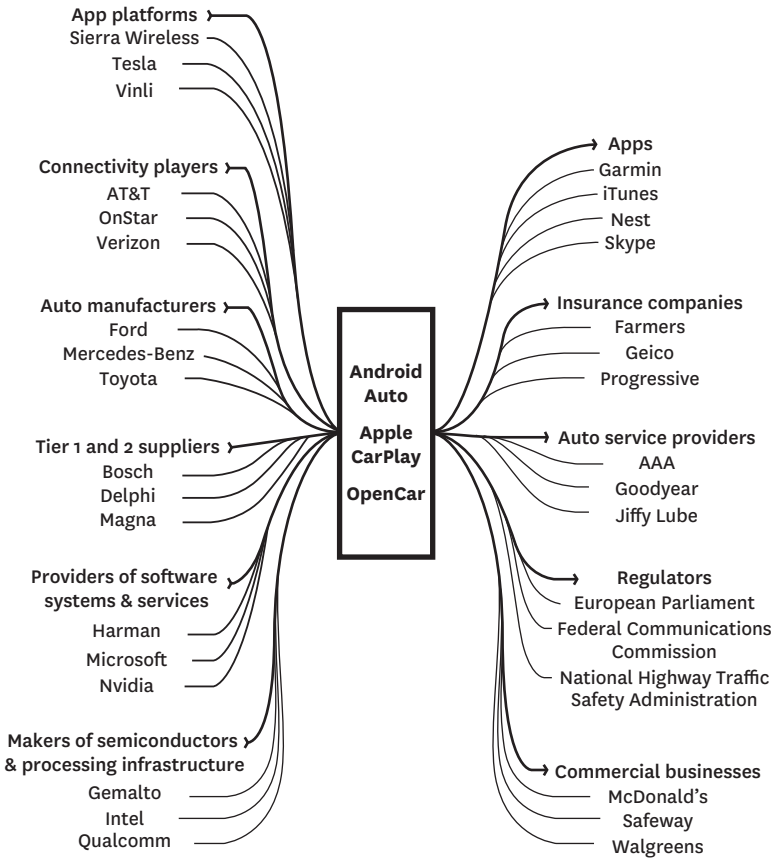 App platforms
Sierra Wireless
Tesla
Vinli
Connectivity players
AT&T
OnStar
Verizon
Auto manufacturers
Ford
Mercedes-Benz
Toyota
Tier 1 and 2 suppliers
Bosch
Delphi
Magna
Providers of software
systems & services
Harman
Microsoft
Nvidia
Makers of semiconductors
& processing infrastructure
Gemalto
Intel
Qualcomm
Android
Auto
Apple
CarPlay
OpenCar
Apps
Garmin
iTunes
Nest
Skype
Insurance companies
Farmers
Geico
Progressive
Auto service providers
AAA
Goodyear
Jiffy Lube
Regulators
European Parliament
Federal Communications
Commission
National Highway Traffic
Safety Administration
Commercial businesses
McDonald's
Safeway
Walgreens